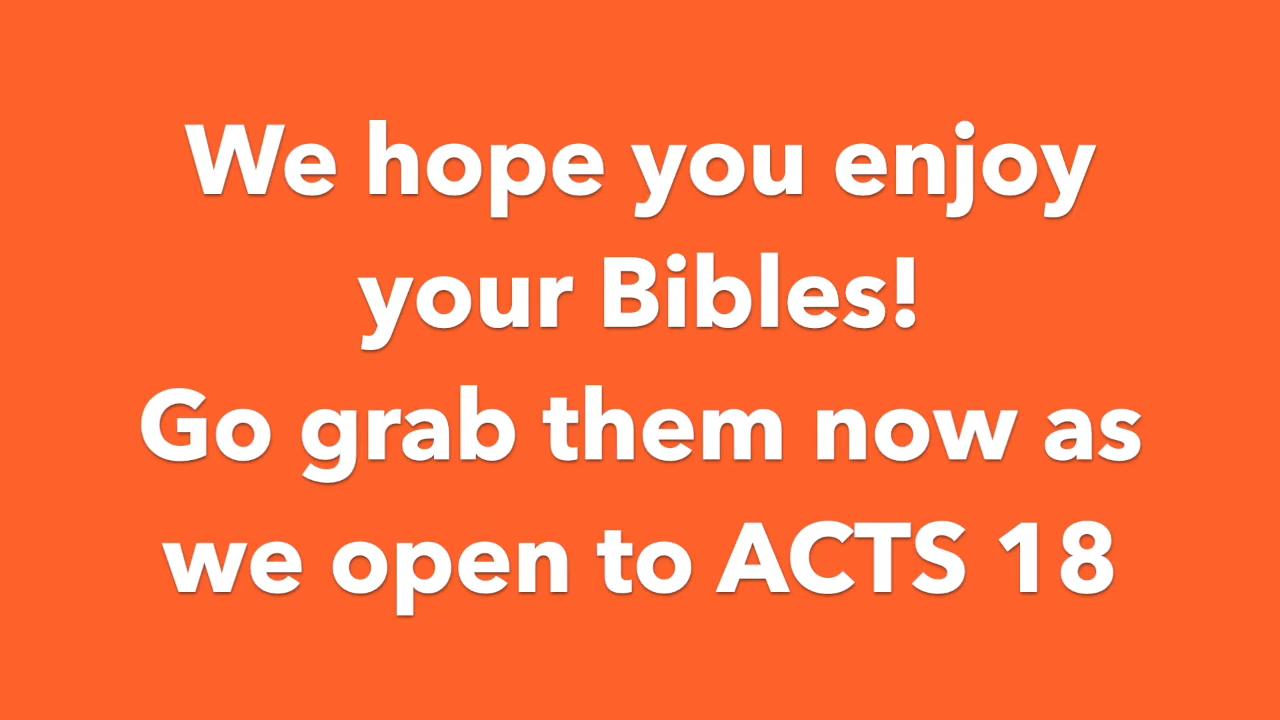 We hope you enjoy
your Bibles!
Go grab them now as
we open to ACTS 18